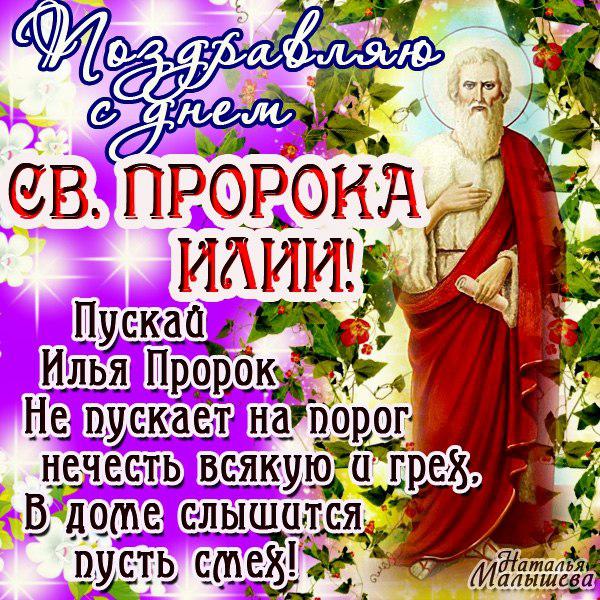 Поздравляю
с днем
СВ. ПРОРОКА
ИЛИИ!
Пускай
Илья Пророк
Не пускает на порог
нечесть всякую и грех,
В доме слышится
пусть смех!
Наталья
Малышева